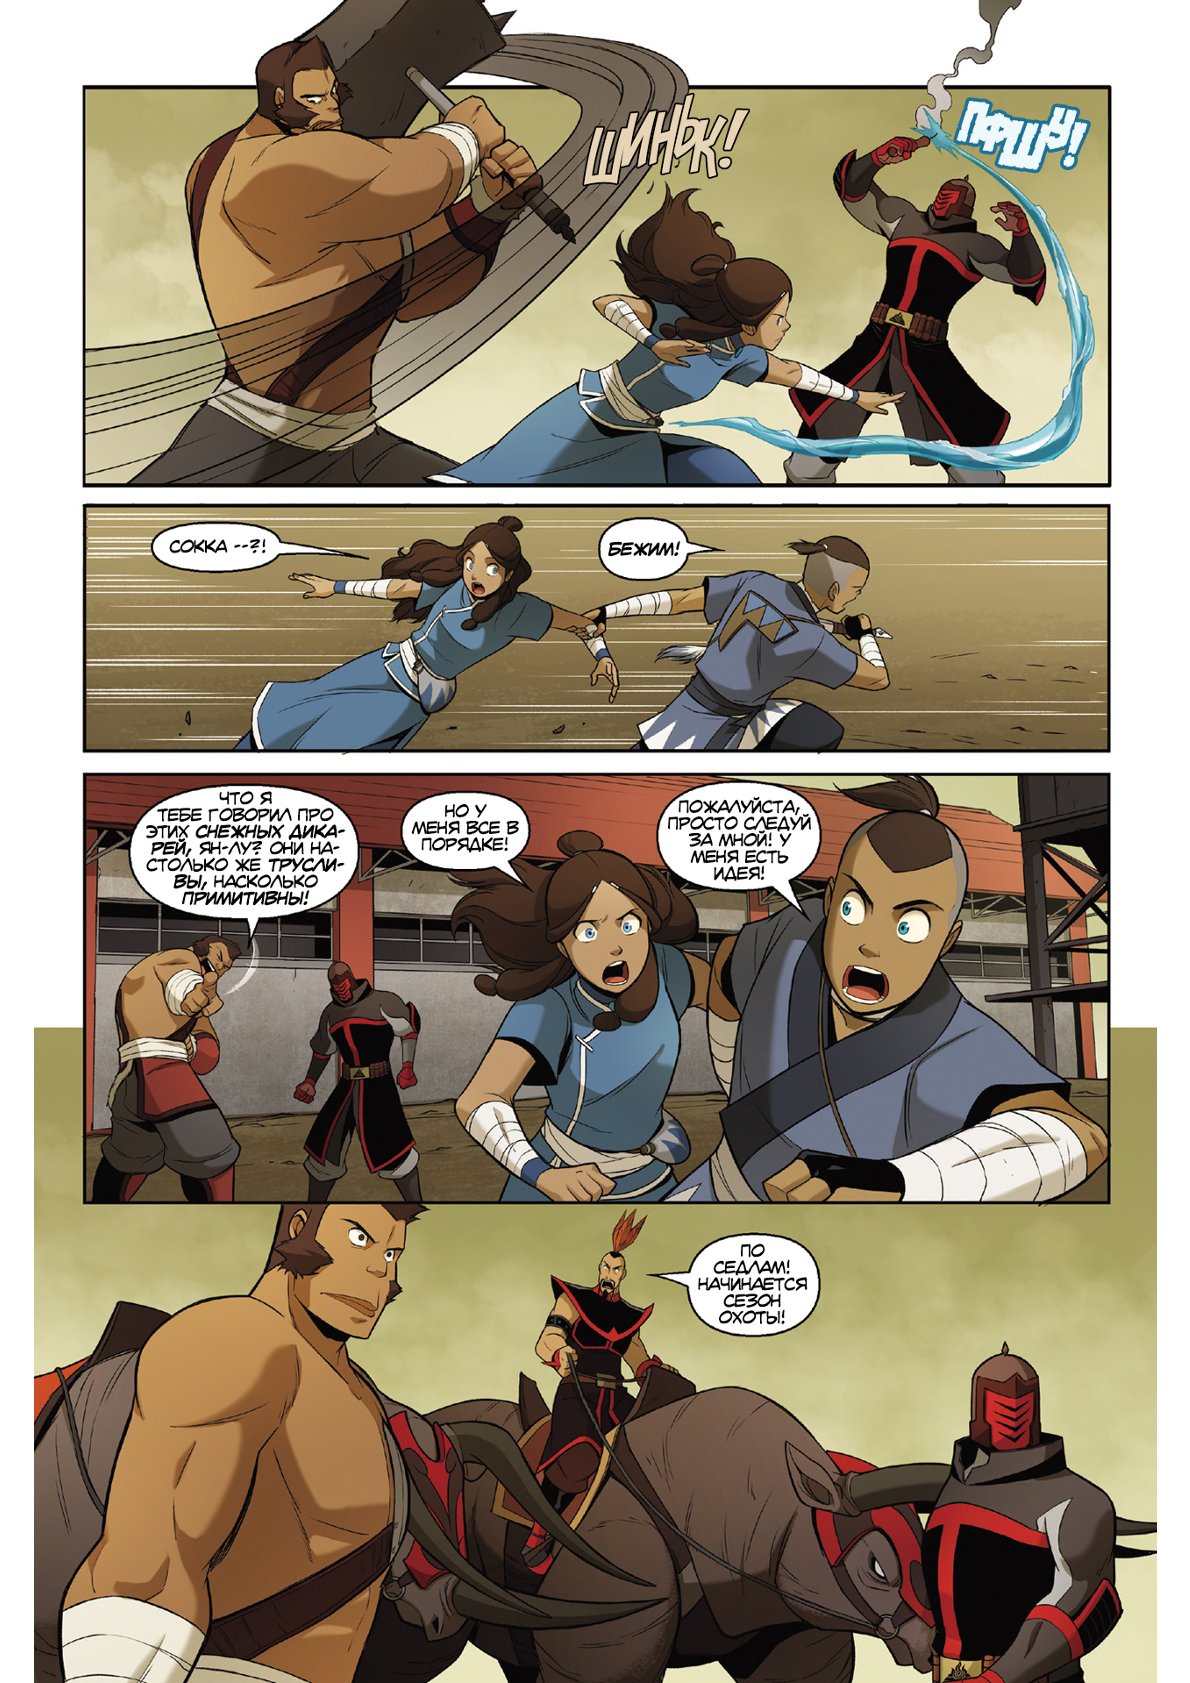 ШИНЬК!
ПФШУ!
СОККА --?!
БЕЖИМ!
ЧТО Я
ТЕБЕ ГОВОРИЛ ПРО
ЭТИХ СНЕЖНЫХ ДИКА-
РЕЙ, ЯН-ЛУ? ОНИ НА-
СТОЛЬКО ЖЕ ТРУСЛИ-
ВЫ, НАСКОЛЬКО
ПРИМИТИВНЫ!
НО У
МЕНЯ ВСЕ В
ПОРЯДКЕ!
ПОЖАЛУЙСТА,
ПРОСТО СЛЕДУЙ
ЗА МНОЙ! У
МЕНЯ ЕСТЬ
ИДЕЯ!
ПО
СЕДЛАМ!
НАЧИНАЕТСЯ
СЕЗОН
ОХОТЫ!